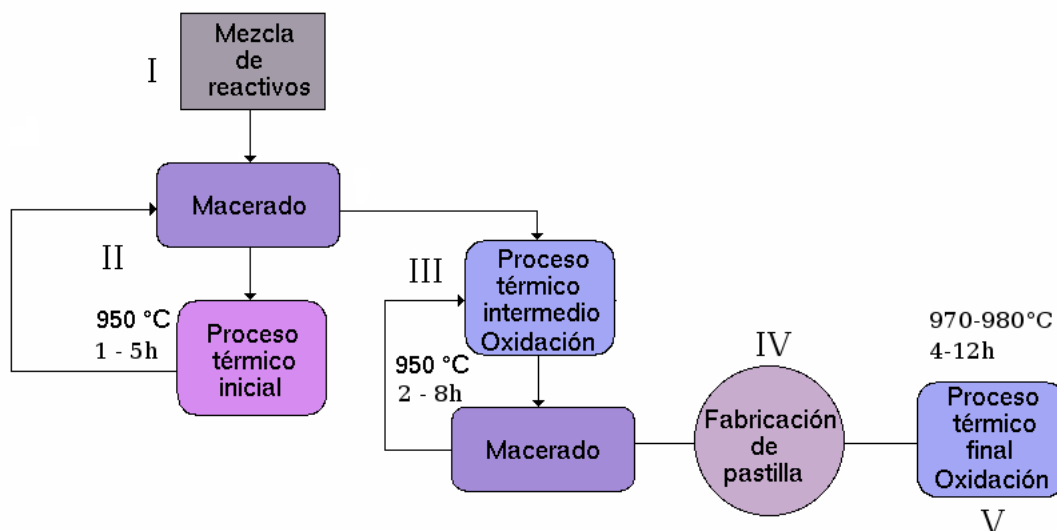 Mezcla
de
reactivos
I
Macerado
II
950 °C
1 - 5h
Proceso
térmico
inicial
III
Proceso
térmico
intermedio
Oxidación
950 °C
2 - 8h
Macerado
IV
Fabricación
de
pastilla
970-980°C
4-12h
Proceso
térmico
final
Oxidación
V